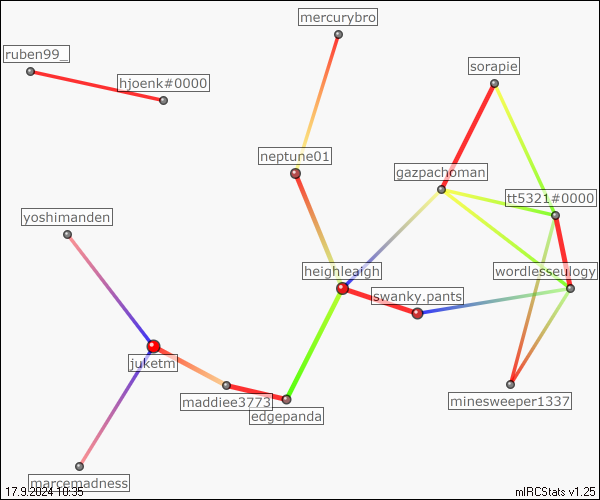 mercurybro
ruben99_
sorapie
hjoenk#0000
neptune01
gazpachoman
tt5321#0000
yoshimanden
heighleaigh
wordlesseulogy
swanky.pants
juketm
maddiee3773
minesweeper1337
edgepanda
marcemadness
17.9.2024 10:35
mIRCStats v1.25